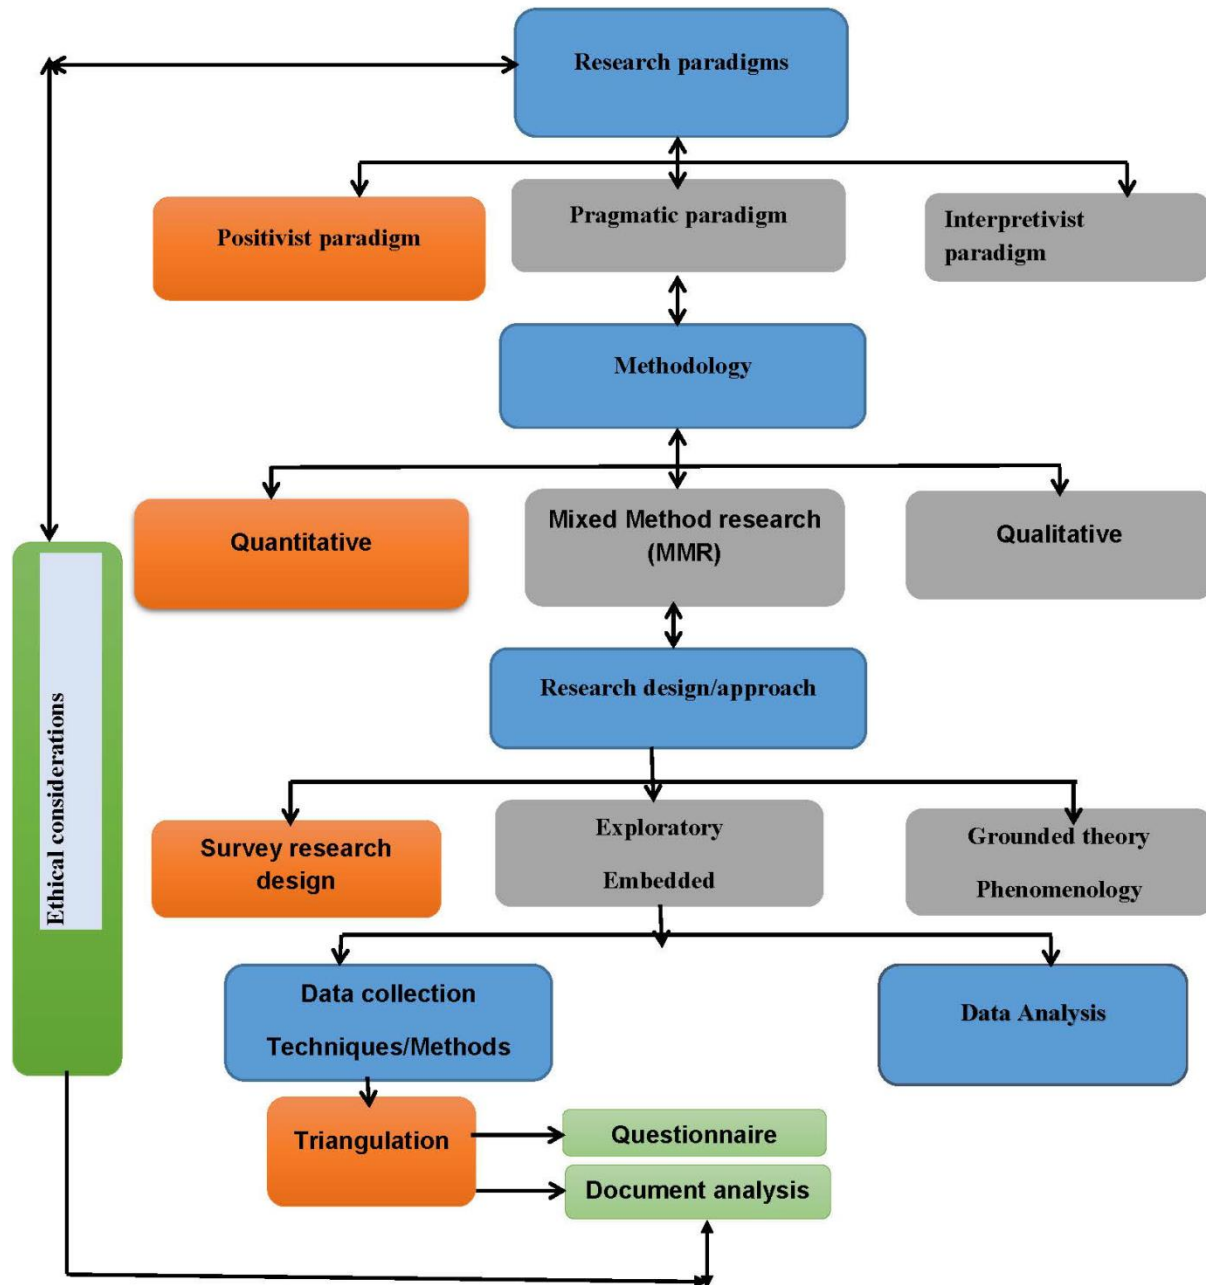 Research paradigms
Positivist paradigm
Pragmatic paradigm
Interpretivist
paradigm
Methodology
Quantitative
Mixed Method research
(MMR)
Qualitative
Research design/approach
Ethical considerations
Survey research
design
Exploratory
Embedded
Grounded theory
Phenomenology
Data collection
Techniques/Methods
Data Analysis
Triangulation
Questionnaire
Document analysis